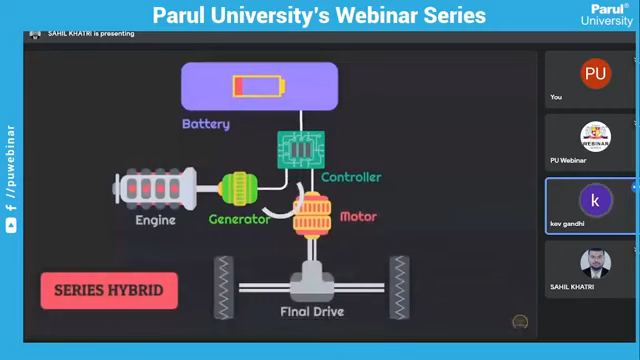 Parul University's Webinar Series
Parul®
University
SAHIL KHATRI is presenting
Battery
Controller
Engine
Generator
Motor
SERIES HYBRID
FInal Drive
PU
You
WEBINAR
PU Webinar
k
kev gandhi
SAHIL KHATRI
f //puwebinar